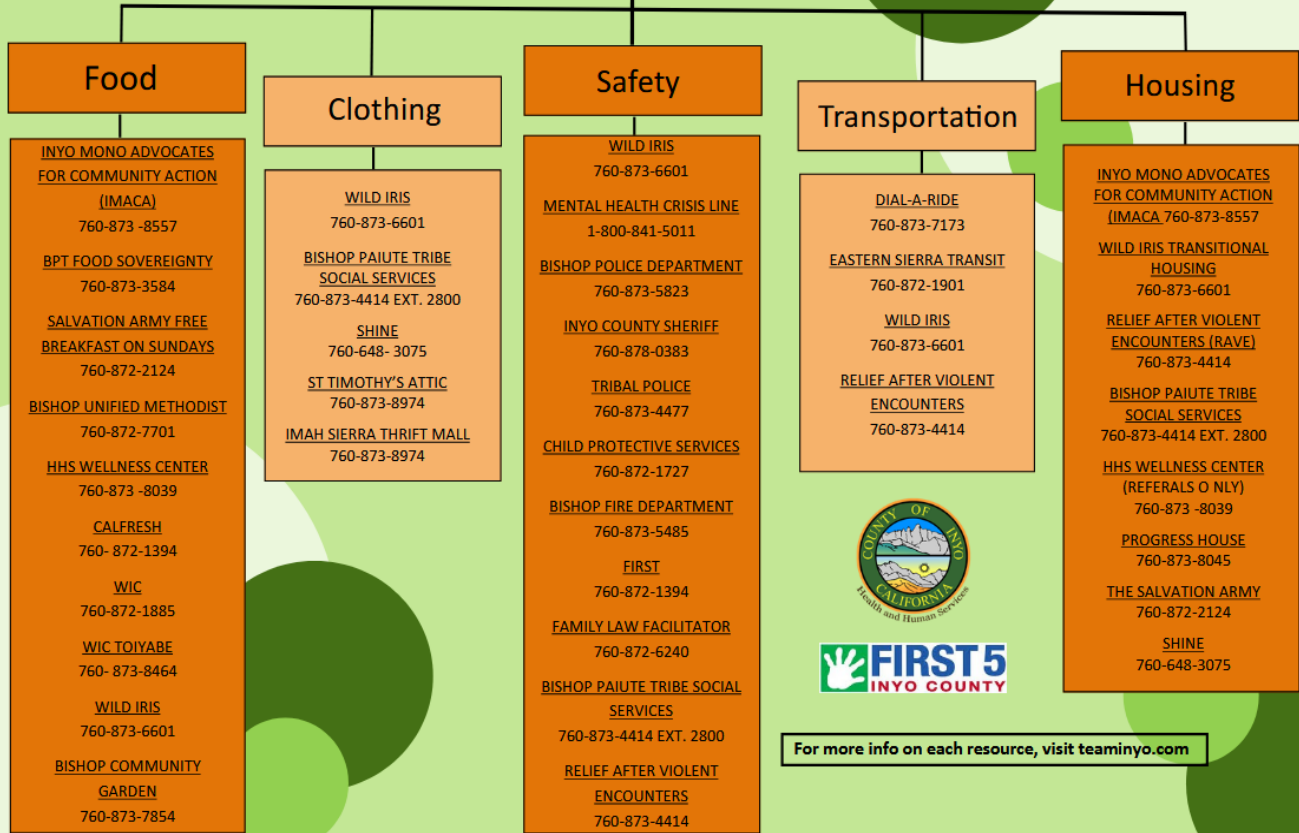 Food
INYO MONO ADVOCATES
FOR COMMUNITY ACTION
(IMACA)
760-873 -8557
BPT FOOD SOVEREIGNTY
760-873-3584
SALVATION ARMY FREE
BREAKFAST ON SUNDAYS
760-872-2124
BISHOP UNIFIED METHODIST
760-872-7701
HHS WELLNESS CENTER
760-873 -8039
CALFRESH
760- 872-1394
WIC
760-872-1885
WIC TOIYABE
760- 873-8464
WILD IRIS
760-873-6601
BISHOP COMMUNITY
GARDEN
760-873-7854
Clothing
WILD IRIS
760-873-6601
BISHOP PAIUTE TRIBE
SOCIAL SERVICES
760-873-4414 EXT. 2800
SHINE
760-648- 3075
ST TIMOTHY'S ATTIC
760-873-8974
IMAH SIERRA THRIFT MALL
760-873-8974
Safety
WILD IRIS
760-873-6601
MENTAL HEALTH CRISIS LINE
1-800-841-5011
BISHOP POLICE DEPARTMENT
760-873-5823
INYO COUNTY SHERIFF
760-878-0383
TRIBAL POLICE
760-873-4477
CHILD PROTECTIVE SERVICES
760-872-1727
BISHOP FIRE DEPARTMENT
760-873-5485
FIRST
760-872-1394
FAMILY LAW FACILITATOR
760-872-6240
BISHOP PAIUTE TRIBE SOCIAL
SERVICES
760-873-4414 EXT. 2800
RELIEF AFTER VIOLENT
ENCOUNTERS
760-873-4414
Transportation
DIAL-A-RIDE
760-873-7173
EASTERN SIERRA TRANSIT
760-872-1901
WILD IRIS
760-873-6601
RELIEF AFTER VIOLENT
ENCOUNTERS
760-873-4414
COUNTY OF INYO
CALIFORNIA
Health and Human Services
FIRST 5
INYO COUNTY
For more info on each resource, visit teaminyo.com
Housing
INYO MONO ADVOCATES
FOR COMMUNITY ACTION
(IMACA 760-873-8557
WILD IRIS TRANSITIONAL
HOUSING
760-873-6601
RELIEF AFTER VIOLENT
ENCOUNTERS (RAVE)
760-873-4414
BISHOP PAIUTE TRIBE
SOCIAL SERVICES
760-873-4414 EXT. 2800
HHS WELLNESS CENTER
(REFERALS O NLY)
760-873 -8039
PROGRESS HOUSE
760-873-8045
THE SALVATION ARMY
760-872-2124
SHINE
760-648-3075